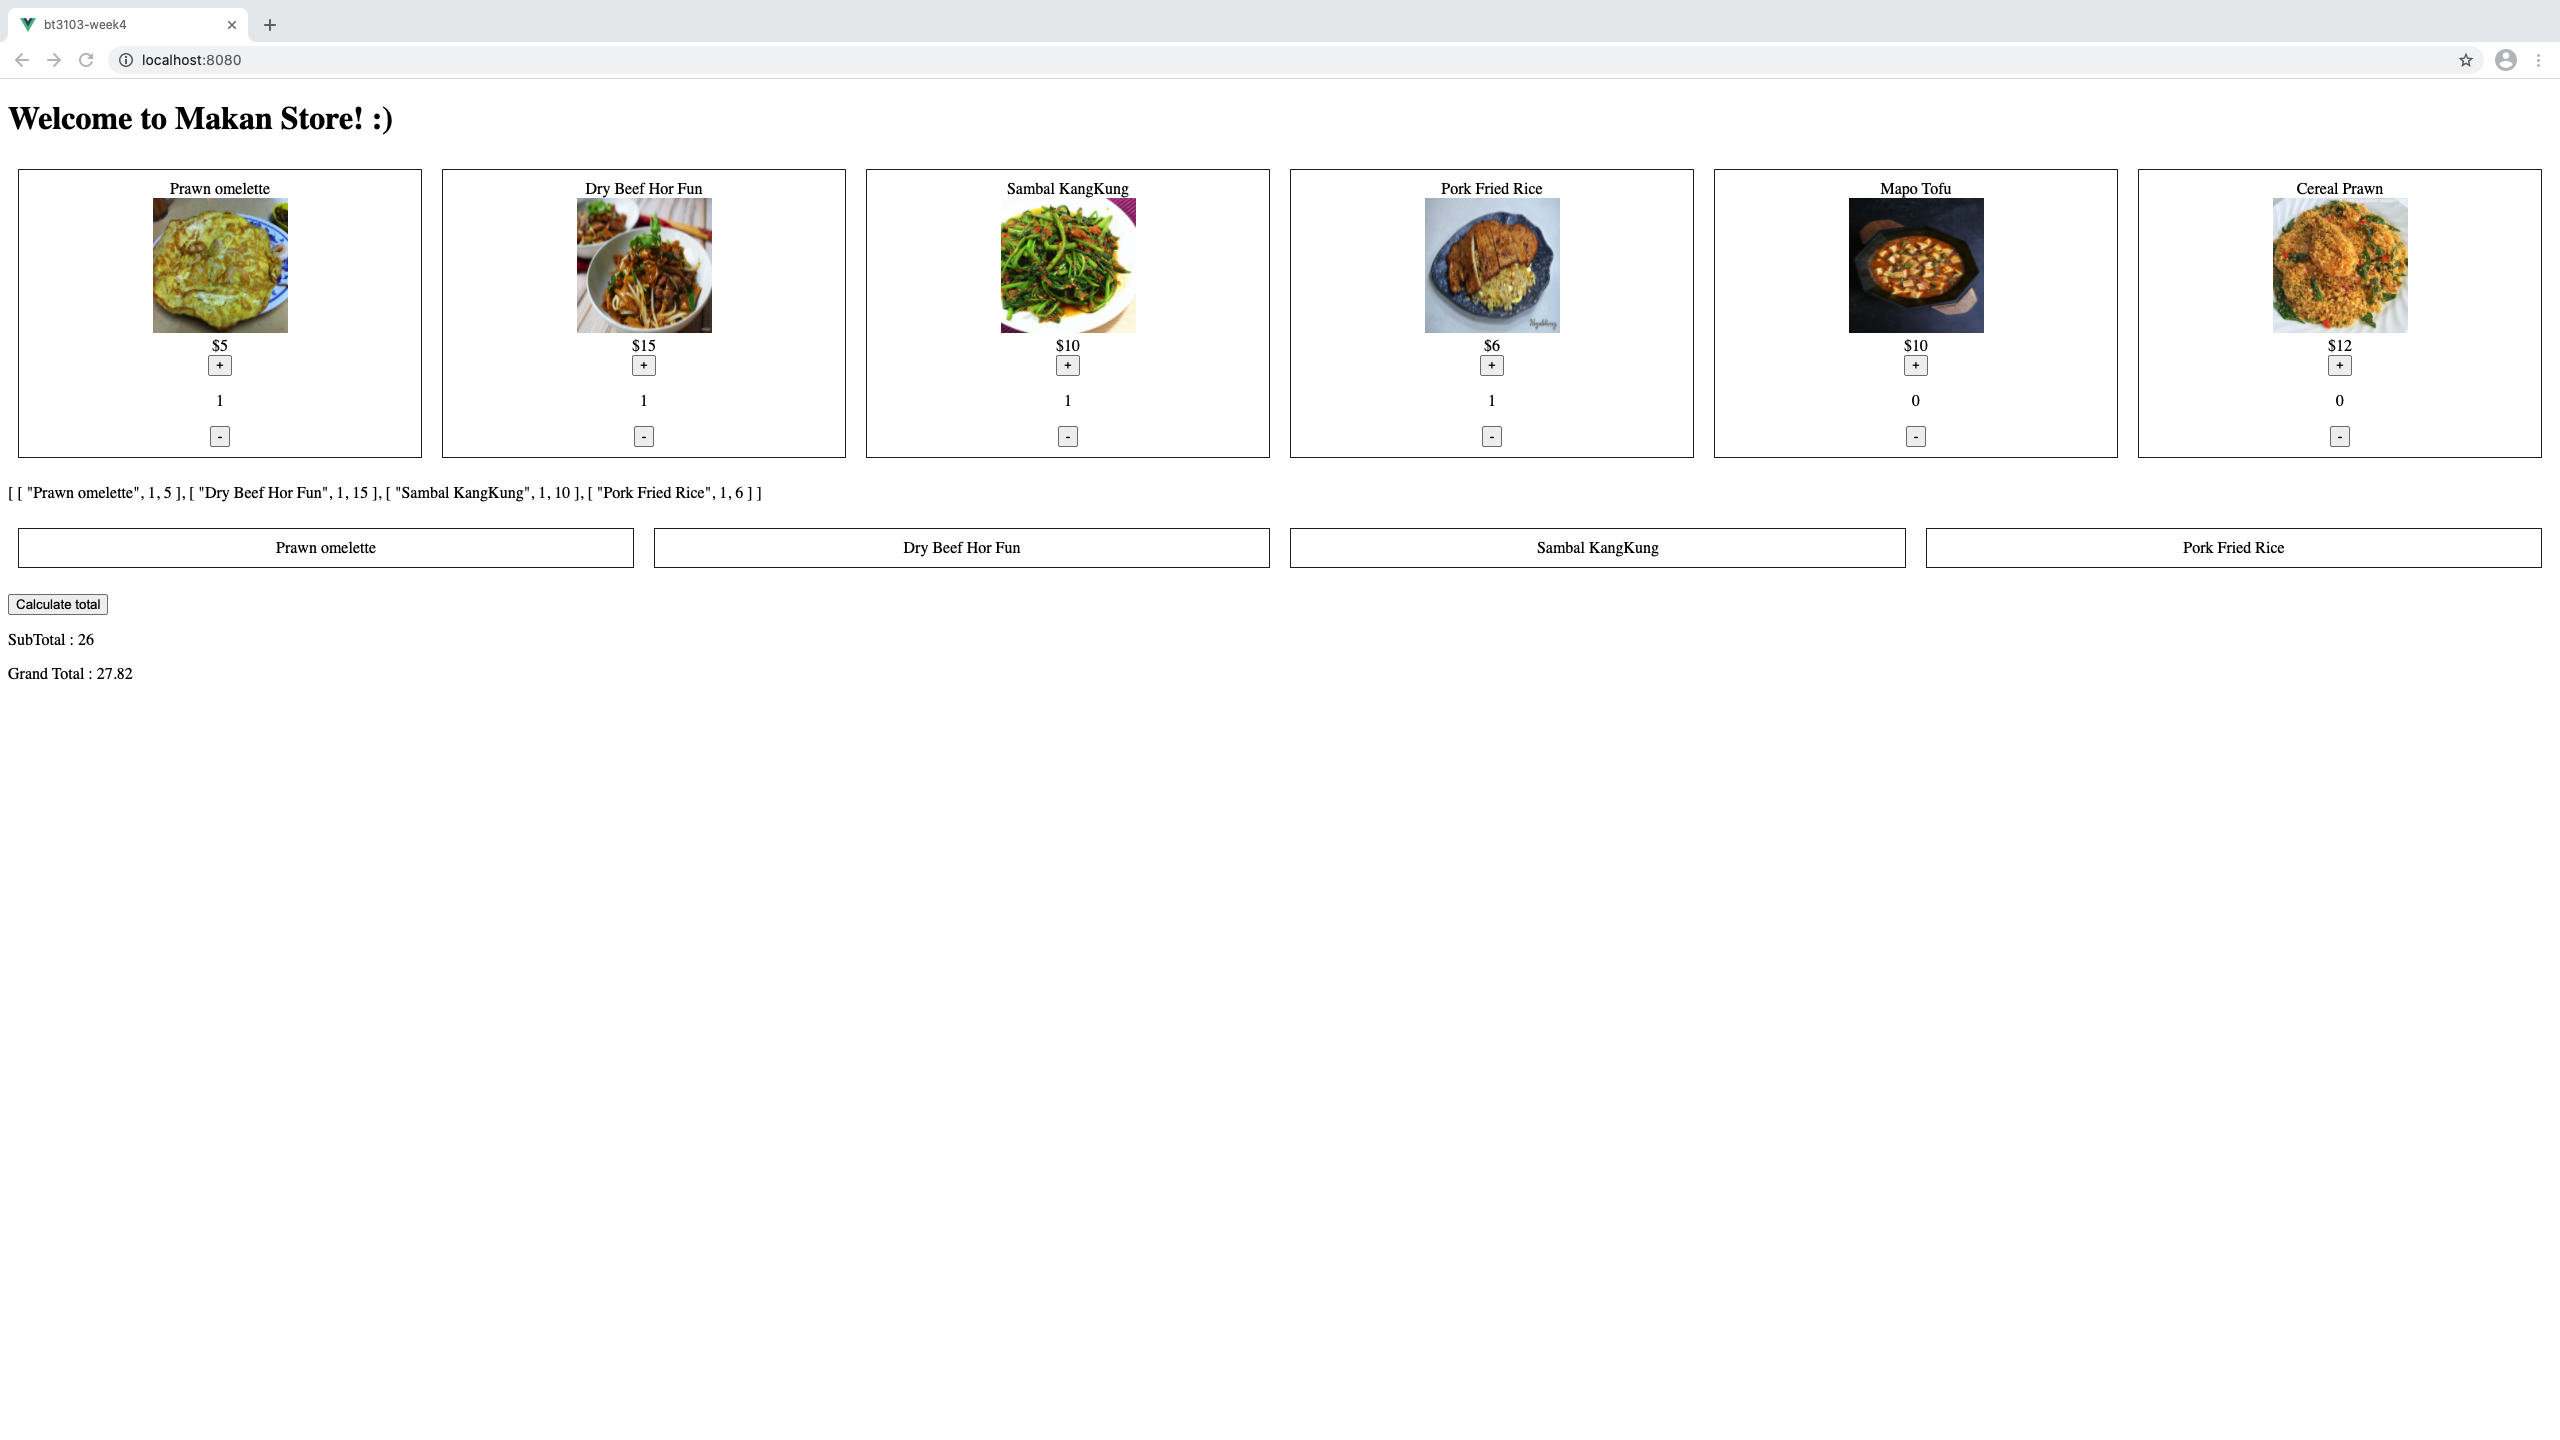 bt3103-week4
localhost:8080
Welcome to Makan Store! :)
Prawn omelette
$5
+
1
-
Dry Beef Hor Fun
$15
+
1
-
Sambal KangKung
$10
+
1
-
Pork Fried Rice
$6
+
1
-
Mapo Tofu
$10
+
0
-
Cereal Prawn
$12
+
0
-
[ [ "Prawn omelette", 1, 5 ], [ "Dry Beef Hor Fun", 1, 15 ], [ "Sambal KangKung", 1, 10 ], [ "Pork Fried Rice", 1, 6 ] ]
Prawn omelette
Dry Beef Hor Fun
Sambal KangKung
Pork Fried Rice
Calculate total
SubTotal : 26
Grand Total : 27.82